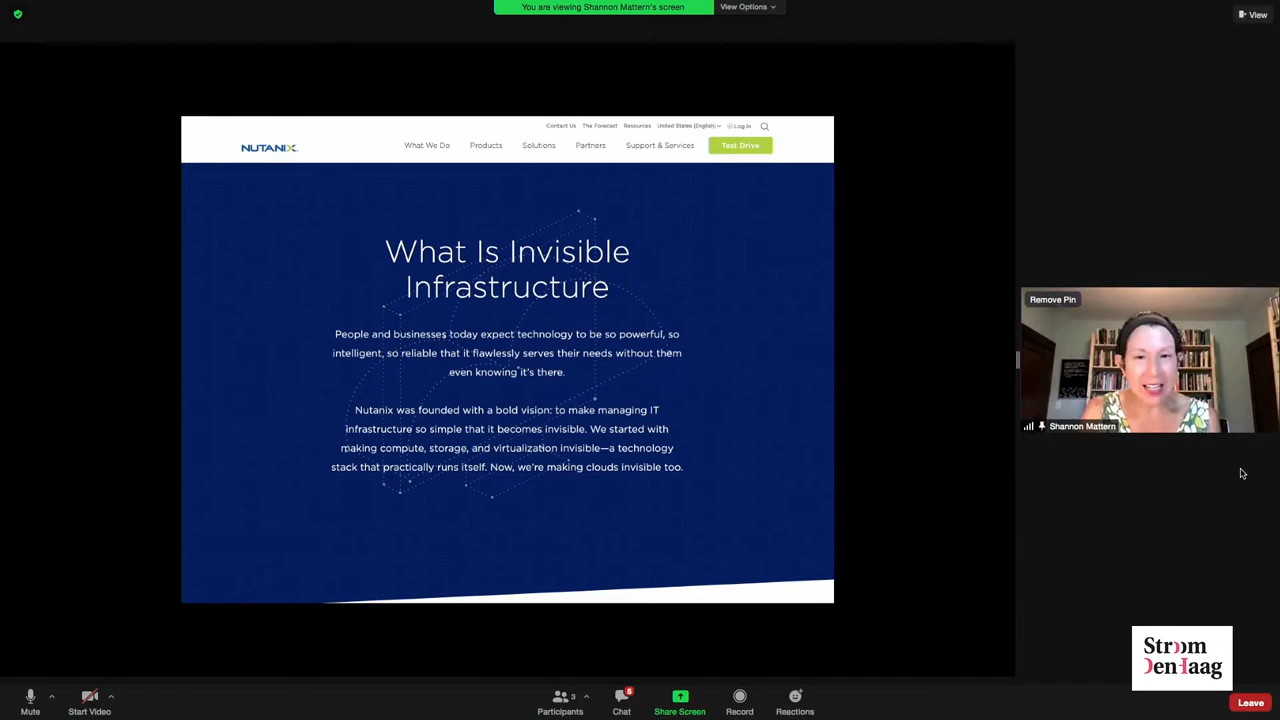 You are viewing Shannon Mattern's screen
View Options
View
Contact Us The Forecast Resources United States (English) Log In
NUTANIX
What We Do Products Solutions Partners Support & Services Test Drive
What Is Invisible
Infrastructure
People and businesses today expect technology to be so powerful, so
intelligent, so reliable that it flawlessly serves their needs without them
even knowing it's there.
Nutanix was founded with a bold vision: to make managing IT
infrastructure so simple that it becomes invisible. We started with
making compute, storage, and virtualization invisible—a technology
stack that practically runs itself. Now, we're making clouds invisible too.
Remove Pin
Shannon Mattern
Stroom
Den Haag
Mute Start Video Participants 3 Chat 5 Share Screen Record Reactions Leave